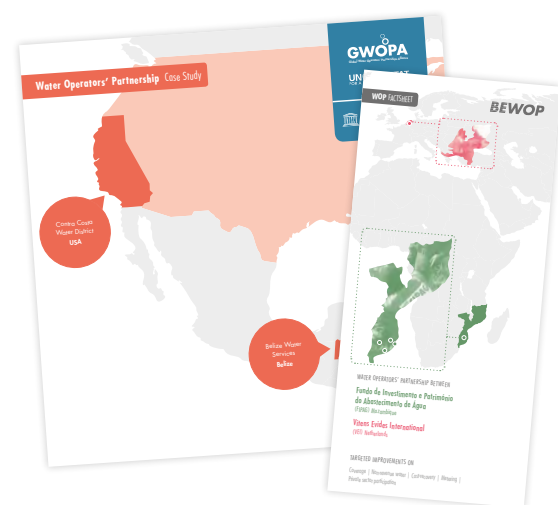 Water Operators' Partnership Case Study
GWOPA
Contra Costa
Water District
USA
Belize Water
Services
Belize
WOP FACTSHEET
BEWOP
WATER OPERATORS' PARTNERSHIP BETWEEN
Fundo de Investimento e Património
do Abastecimento de Água
(FIPAG) Mozambique
Vitens Evides International
(VEI) Netherlands
TARGETED IMPROVEMENTS ON